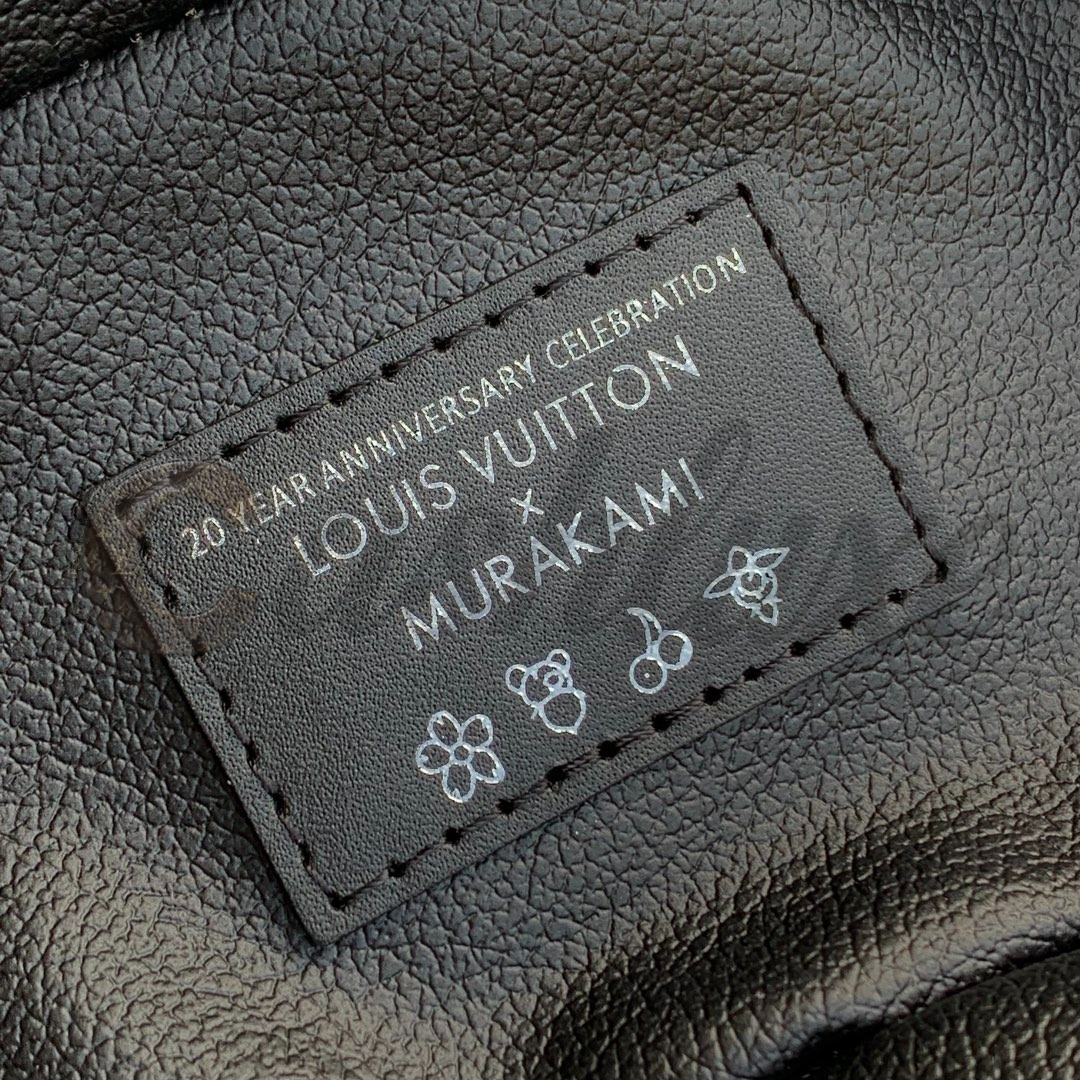 20 YEAR ANNIVERSARY CELEBRATION
LOUIS VUITTON
x
MURAKAMI